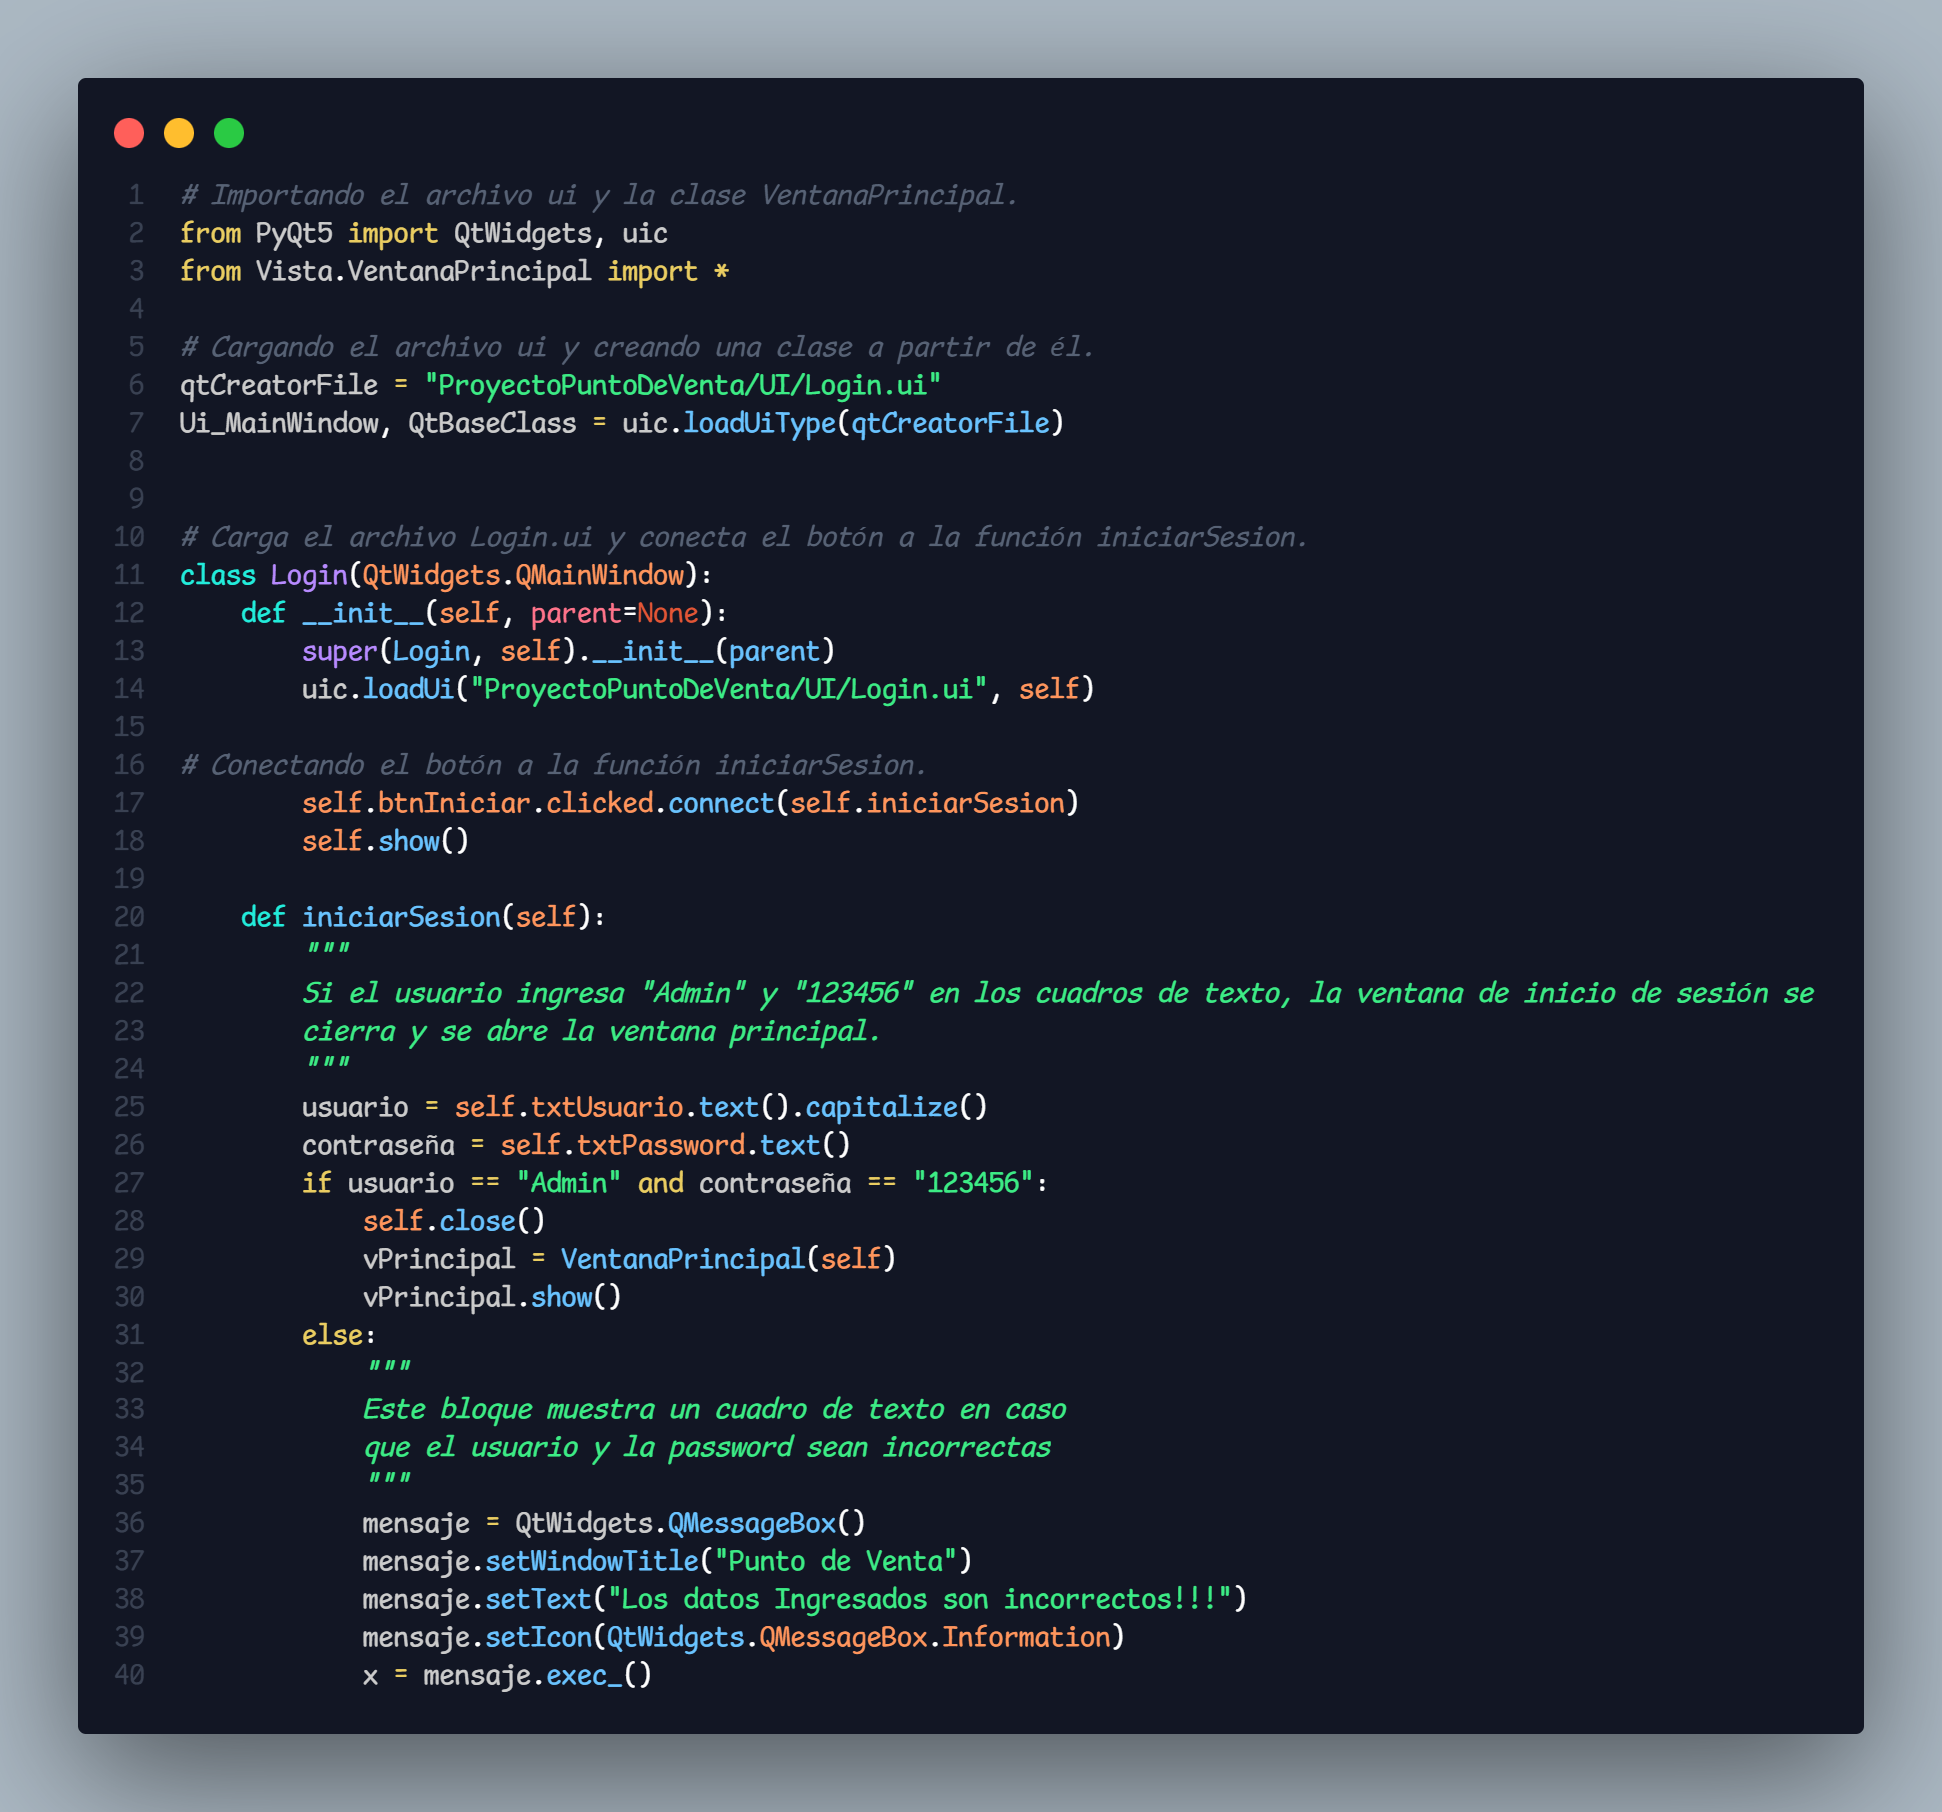 1 # Importando el archivo ui y la clase VentanaPrincipal.
2 from PyQt5 import QtWidgets, uic
3 from Vista.VentanaPrincipal import *
4
5 # Cargando el archivo ui y creando una clase a partir de él.
6 qtCreatorFile = "ProyectoPuntoDeVenta/UI/Login.ui"
7 Ui_MainWindow, QtBaseClass = uic.loadUiType(qtCreatorFile)
8
9
10 # Carga el archivo Login.ui y conecta el botón a la función iniciarSesion.
11 class Login(QtWidgets.QMainWindow):
12     def __init__(self, parent=None):
13         super(Login, self).__init__(parent)
14         uic.loadUi("ProyectoPuntoDeVenta/UI/Login.ui", self)
15
16 # Conectando el botón a la función iniciarSesion.
17         self.btnIniciar.clicked.connect(self.iniciarSesion)
18         self.show()
19
20     def iniciarSesion(self):
21         """
22         Si el usuario ingresa "Admin" y "123456" en los cuadros de texto, la ventana de inicio de sesión se
23         cierra y se abre la ventana principal.
24         """
25         usuario = self.txtUsuario.text().capitalize()
26         contraseña = self.txtPassword.text()
27         if usuario == "Admin" and contraseña == "123456":
28             self.close()
29             vPrincipal = VentanaPrincipal(self)
30             vPrincipal.show()
31         else:
32             """
33             Este bloque muestra un cuadro de texto en caso
34             que el usuario y la password sean incorrectas
35             """
36             mensaje = QtWidgets.QMessageBox()
37             mensaje.setWindowTitle("Punto de Venta")
38             mensaje.setText("Los datos Ingresados son incorrectos!!!")
39             mensaje.setIcon(QtWidgets.QMessageBox.Information)
40             x = mensaje.exec_()